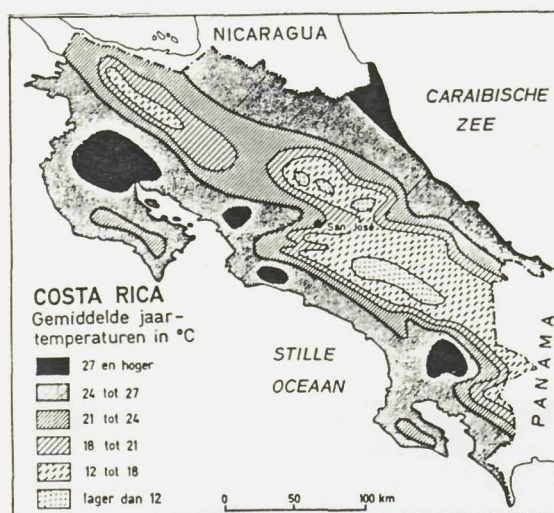 NICARAGUA
CARAIBISCHE
ZEE
San José
COSTA RICA
Gemiddelde jaar-
temperaturen in °C
27 en hoger
24 tot 27
21 tot 24
18 tot 21
12 tot 18
lager dan 12
STILLE
OCEAAN
PANAMA
0 50 100 km